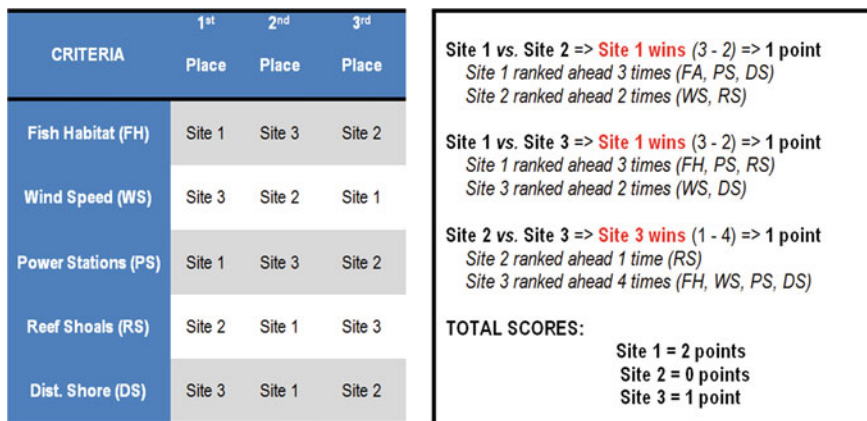 CRITERIA 1st Place 2nd Place 3rd Place
Fish Habitat (FH) Site 1 Site 3 Site 2
Wind Speed (WS) Site 3 Site 2 Site 1
Power Stations (PS) Site 1 Site 3 Site 2
Reef Shoals (RS) Site 2 Site 1 Site 3
Dist. Shore (DS) Site 3 Site 1 Site 2
Site 1 vs. Site 2 => Site 1 wins (3 - 2) => 1 point
Site 1 ranked ahead 3 times (FA, PS, DS)
Site 2 ranked ahead 2 times (WS, RS)
Site 1 vs. Site 3 => Site 1 wins (3 - 2) => 1 point
Site 1 ranked ahead 3 times (FH, PS, RS)
Site 3 ranked ahead 2 times (WS, DS)
Site 2 vs. Site 3 => Site 3 wins (1 - 4) => 1 point
Site 2 ranked ahead 1 time (RS)
Site 3 ranked ahead 4 times (FH, WS, PS, DS)
TOTAL SCORES:
Site 1 = 2 points
Site 2 = 0 points
Site 3 = 1 point